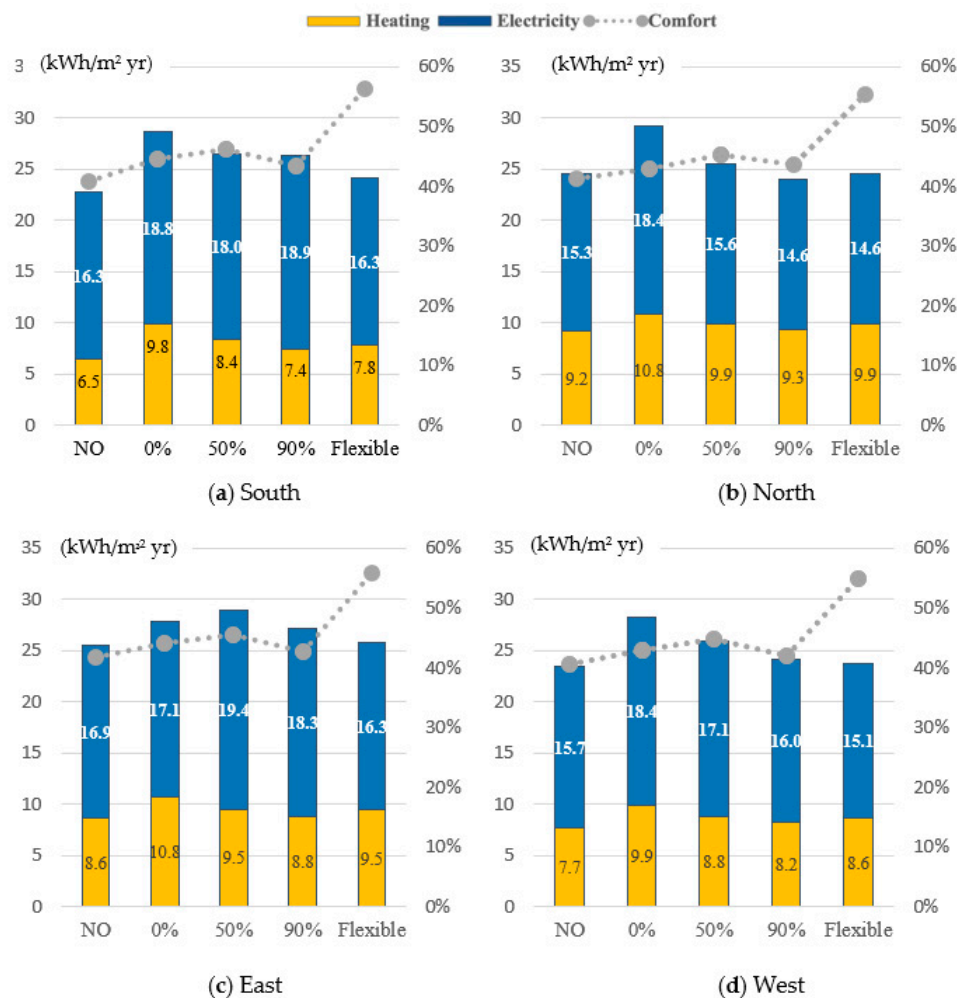 Heating Electricity Comfort
3 (kWh/m² yr) 60%
30 50%
25 40%
20 30%
15 20%
10 10%
5 0%
0
18.8 18.0 18.9 16.3
16.3
9.8 8.4 7.4 7.8
6.5
NO 0% 50% 90% Flexible
(a) South
35 (kWh/m² yr) 60%
30 50%
25 40%
20 30%
15 20%
10 10%
5 0%
0
15.3 18.4 15.6 14.6 14.6
9.2 10.8 9.9 9.3 9.9
NO 0% 50% 90% Flexible
(b) North
35 (kWh/m² yr) 60%
30 50%
25 40%
20 30%
15 20%
10 10%
5 0%
0
16.9 17.1 19.4 18.3 16.3
8.6 10.8 9.5 8.8 9.5
NO 0% 50% 90% Flexible
(c) East
35 (kWh/m² yr) 60%
30 50%
25 40%
20 30%
15 20%
10 10%
5 0%
0
15.7 18.4 17.1 16.0 15.1
7.7 9.9 8.8 8.2 8.6
NO 0% 50% 90% Flexible
(d) West